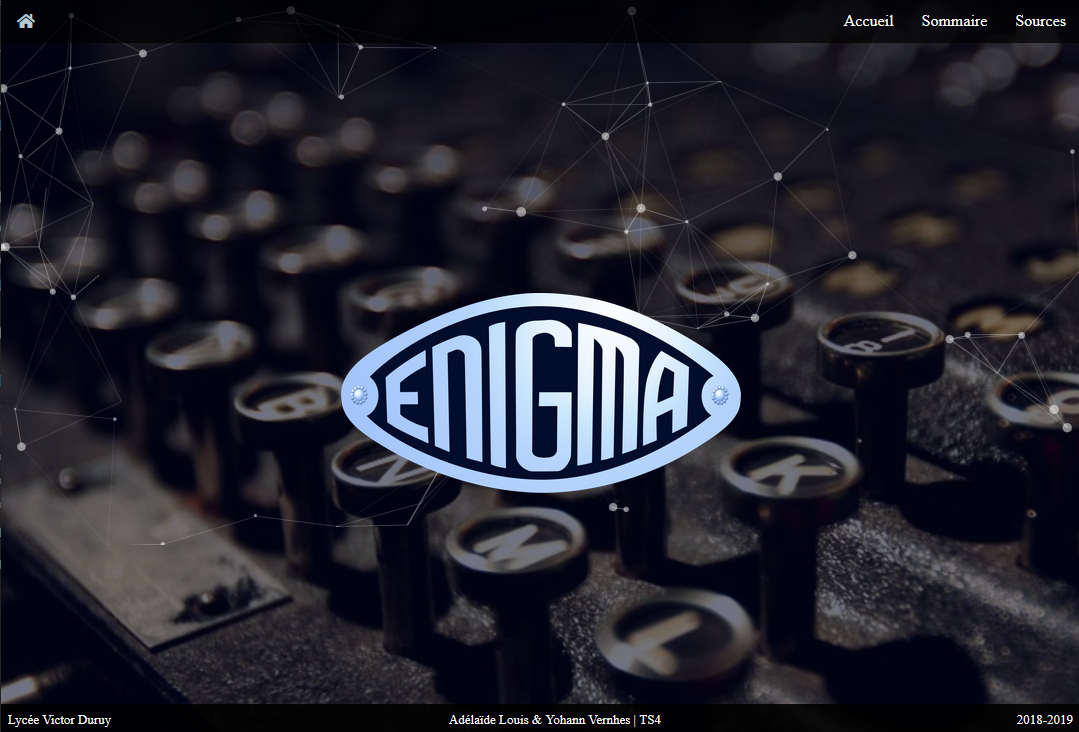 Accueil Sommaire Sources
ENIGMA
B
N
K
M
L
Lycée Victor Duruy Adélaïde Louis & Yohann Vernhes | TS4 2018-2019